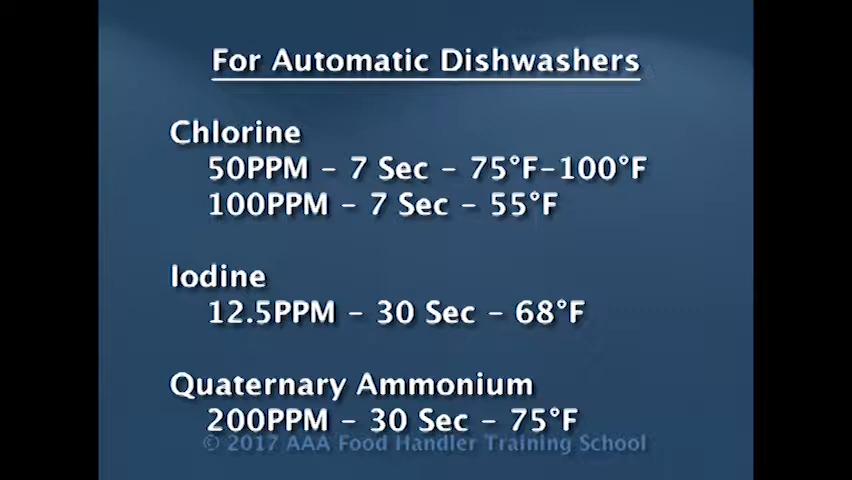 For Automatic Dishwashers
Chlorine
50PPM – 7 Sec – 75°F–100°F
100PPM – 7 Sec – 55°F
Iodine
12.5PPM – 30 Sec – 68°F
Quaternary Ammonium
200PPM – 30 Sec – 75°F
© 2017 AAA Food Handler Training School